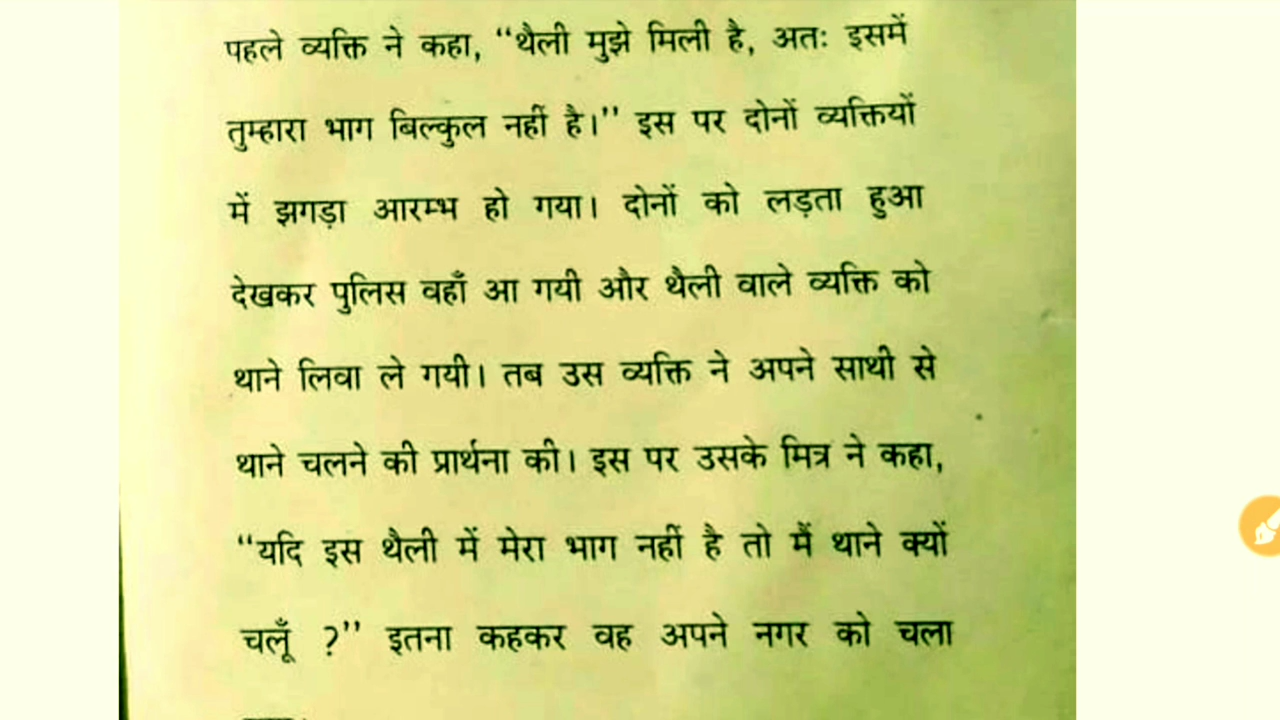 पहले व्यक्ति ने कहा, “थैली मुझे मिली है, अतः इसमें
तुम्हारा भाग बिल्कुल नहीं है।” इस पर दोनों व्यक्तियों
में झगड़ा आरम्भ हो गया। दोनों को लड़ता हुआ
देखकर पुलिस वहाँ आ गयी और थैली वाले व्यक्ति को
थाने लिवा ले गयी। तब उस व्यक्ति ने अपने साथी से
थाने चलने की प्रार्थना की। इस पर उसके मित्र ने कहा,
“यदि इस थैली में मेरा भाग नहीं है तो मैं थाने क्यों
चलूँ ?” इतना कहकर वह अपने नगर को चला